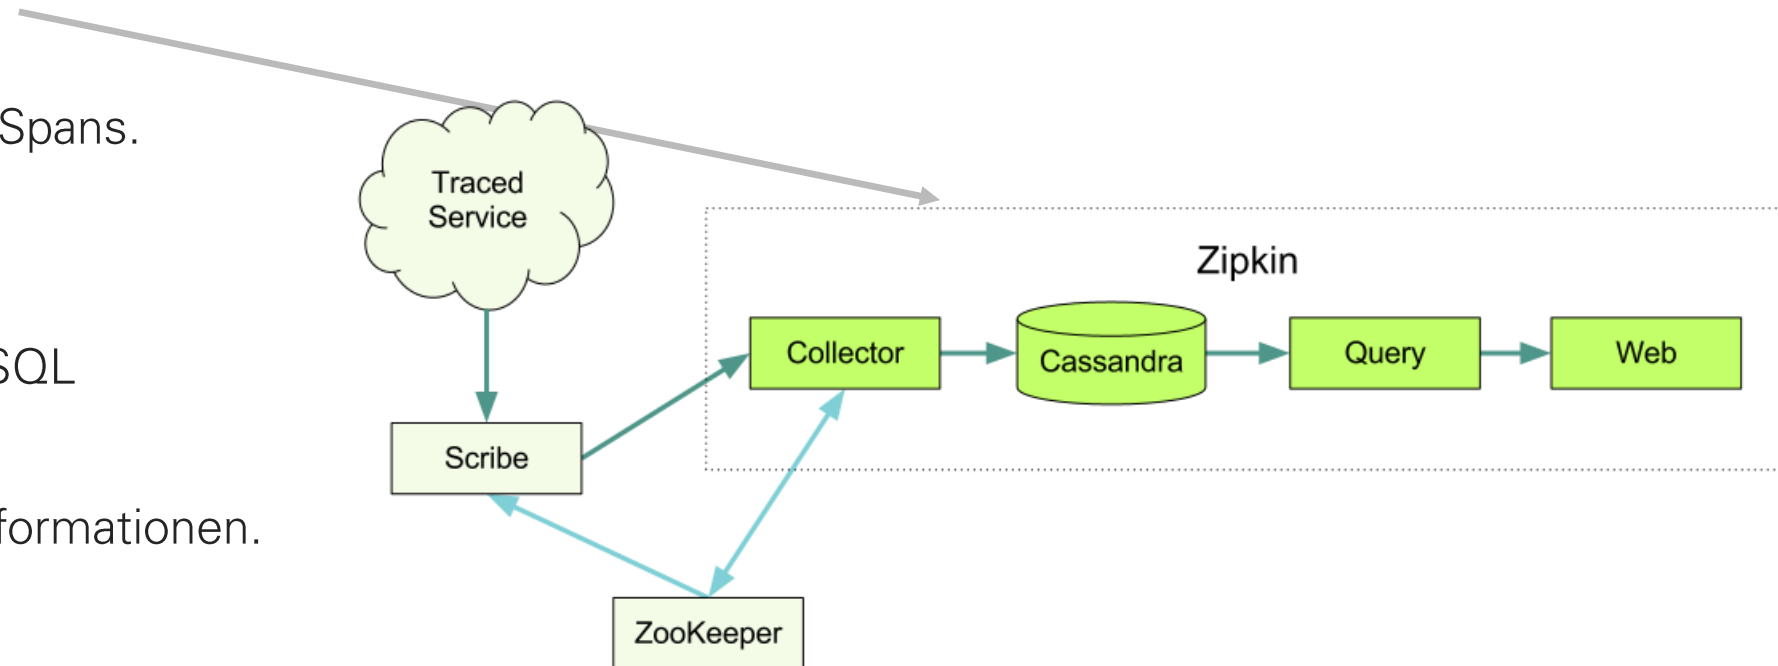 Spans.
Traced
Service
Zipkin
Collector
Cassandra
Query
Web
SQL
Scribe
formationen.
ZooKeeper